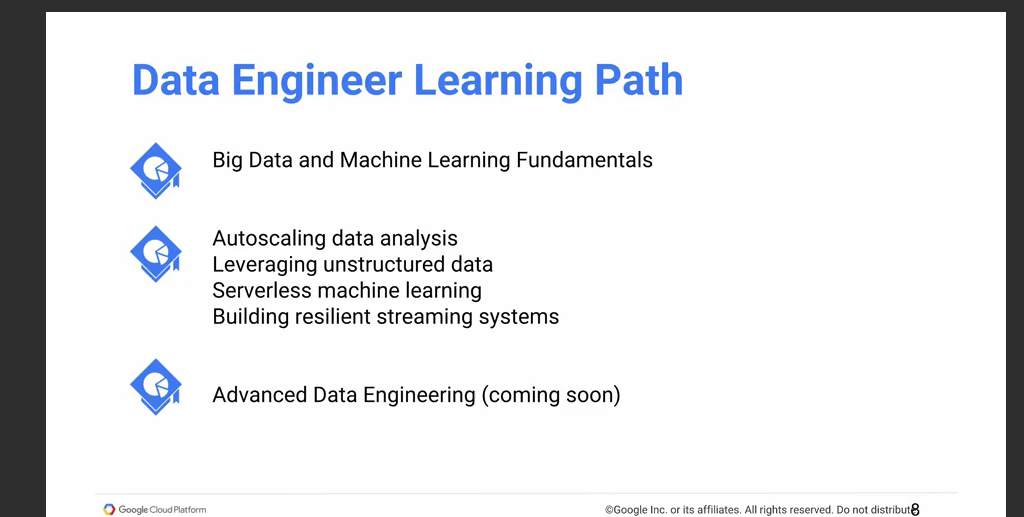 Data Engineer Learning Path
Big Data and Machine Learning Fundamentals
Autoscaling data analysis
Leveraging unstructured data
Serverless machine learning
Building resilient streaming systems
Advanced Data Engineering (coming soon)
Google Cloud Platform
©Google Inc. or its affiliates. All rights reserved. Do not distribut
8